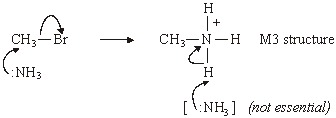 H
+
CH₃—Br ⟶ CH₃—N—H M3 structure
:NH₃ H
[ :NH₃ ] (not essential)